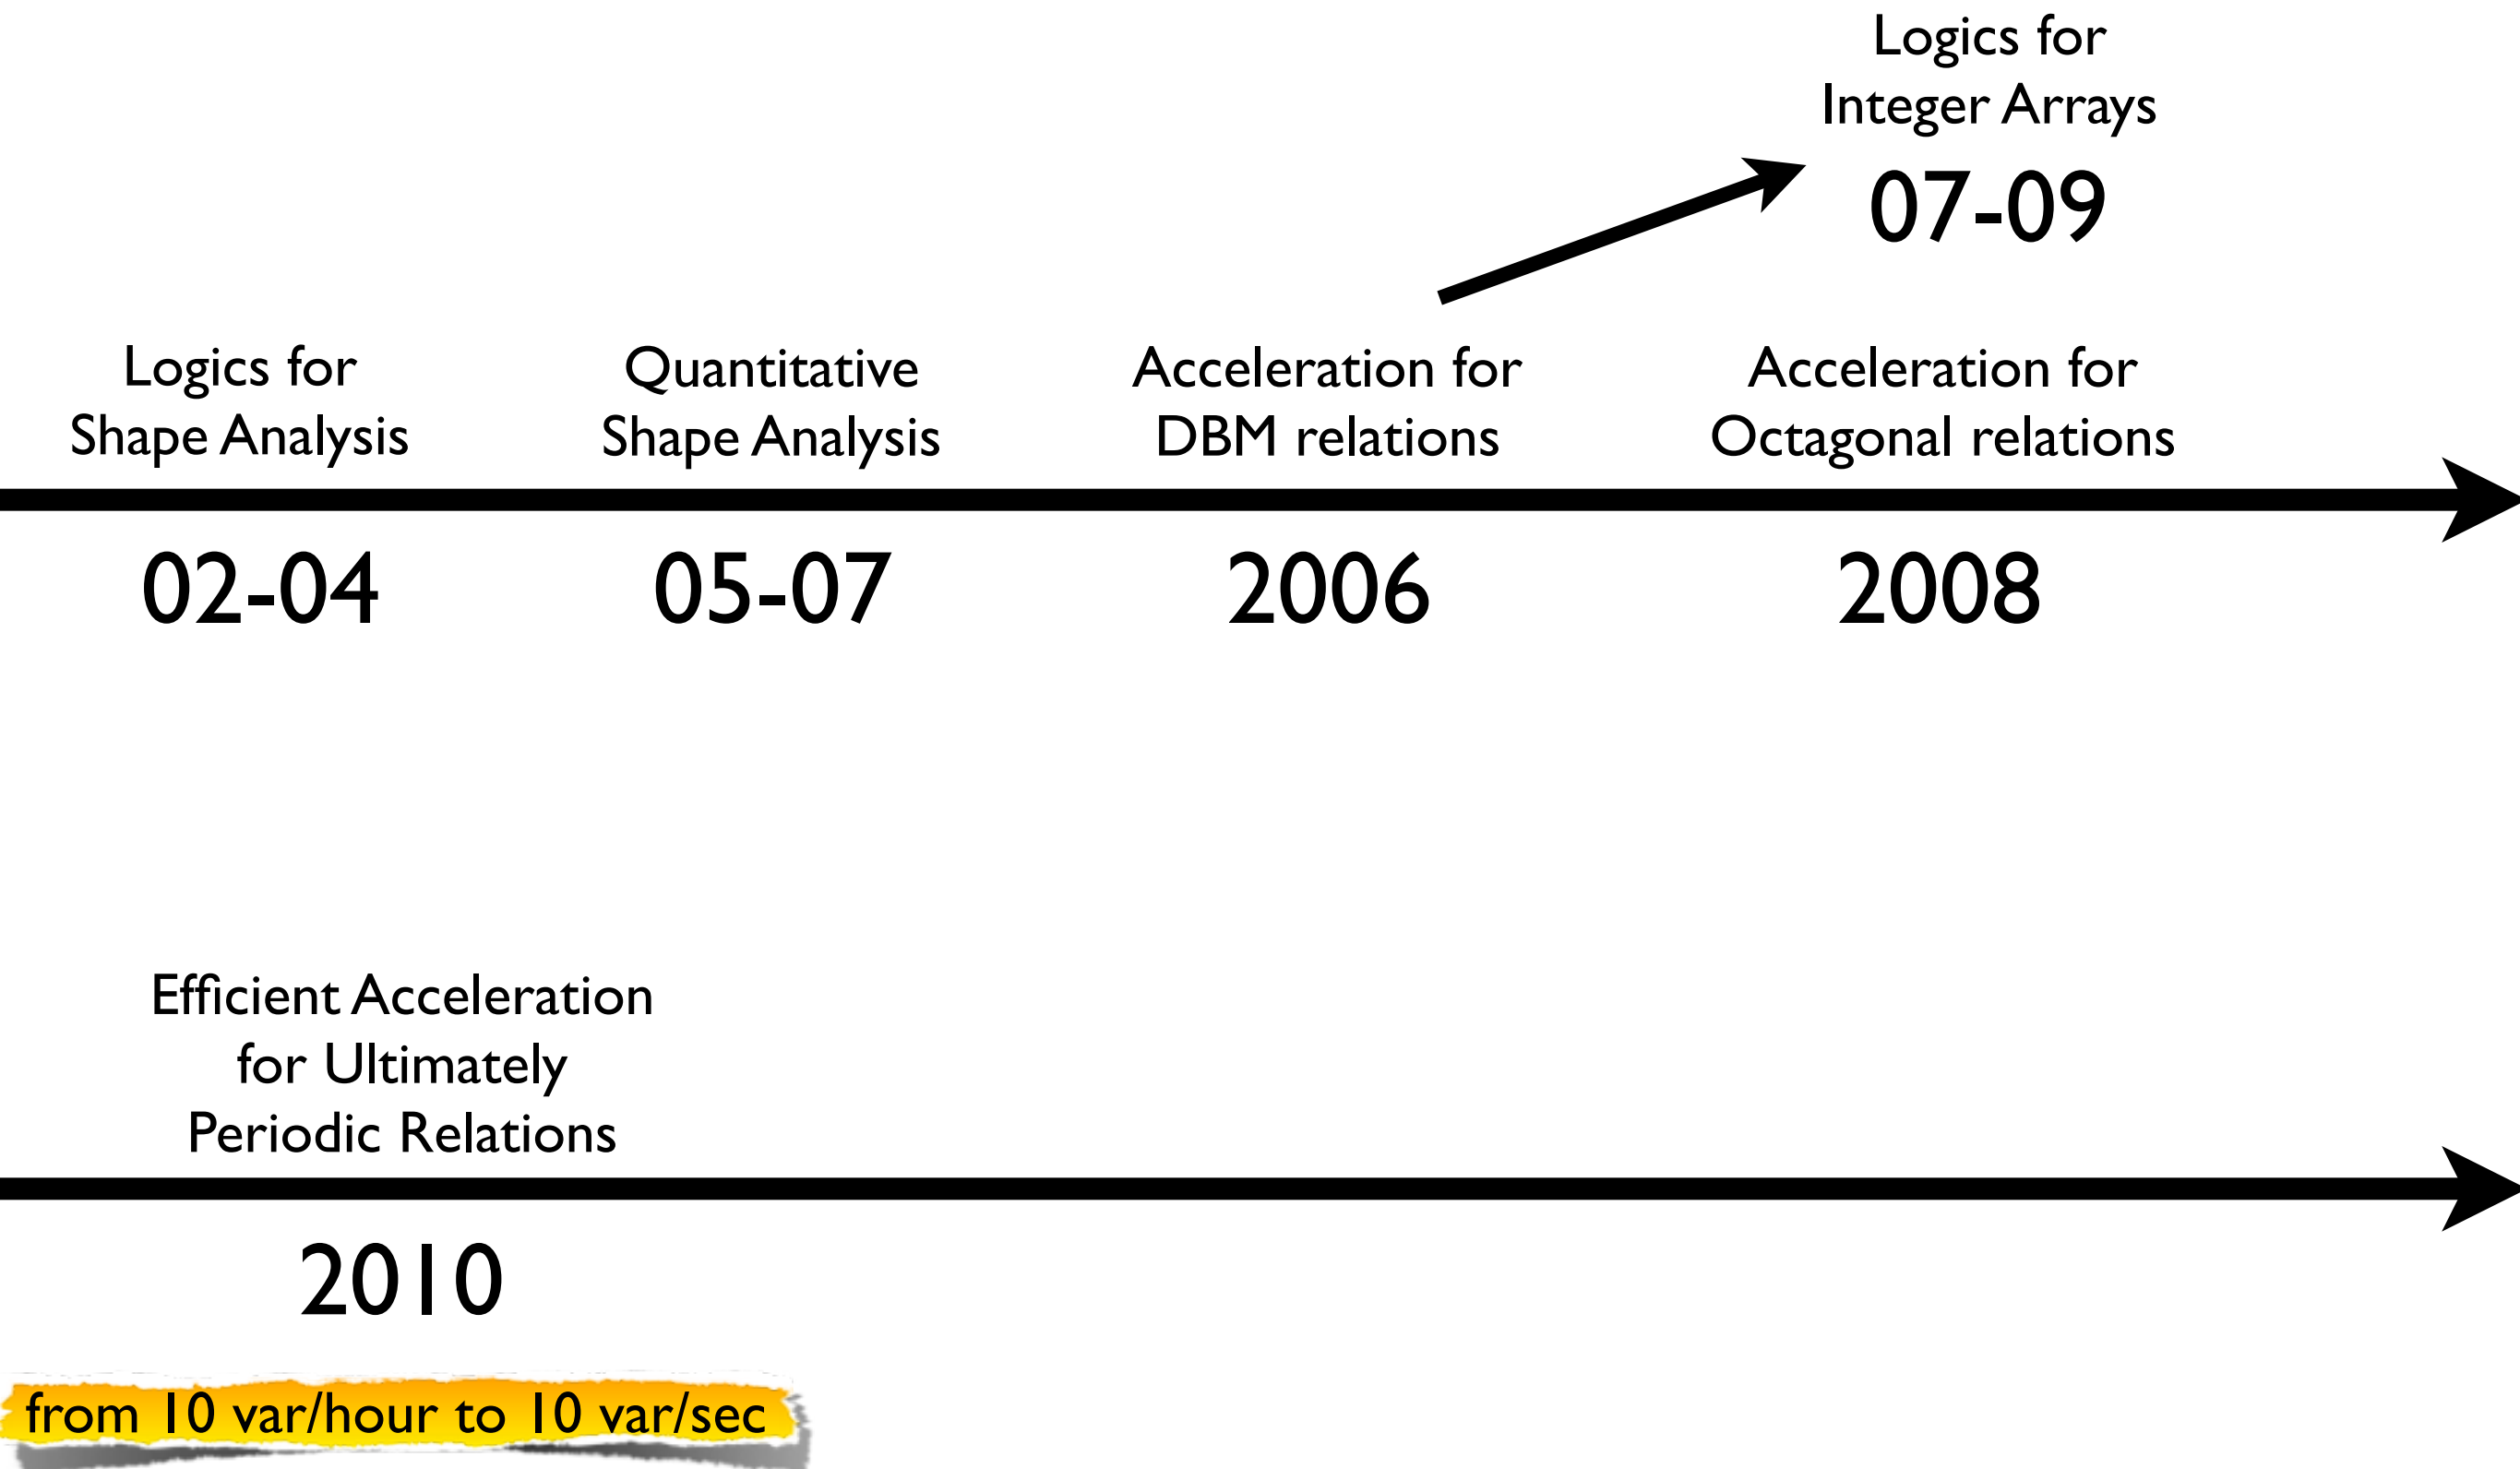 Logics for
Integer Arrays
07-09
Logics for
Shape Analysis
02-04
Quantitative
Shape Analysis
05-07
Acceleration for
DBM relations
2006
Acceleration for
Octagonal relations
2008
Efficient Acceleration
for Ultimately
Periodic Relations
2010
from 10 var/hour to 10 var/sec